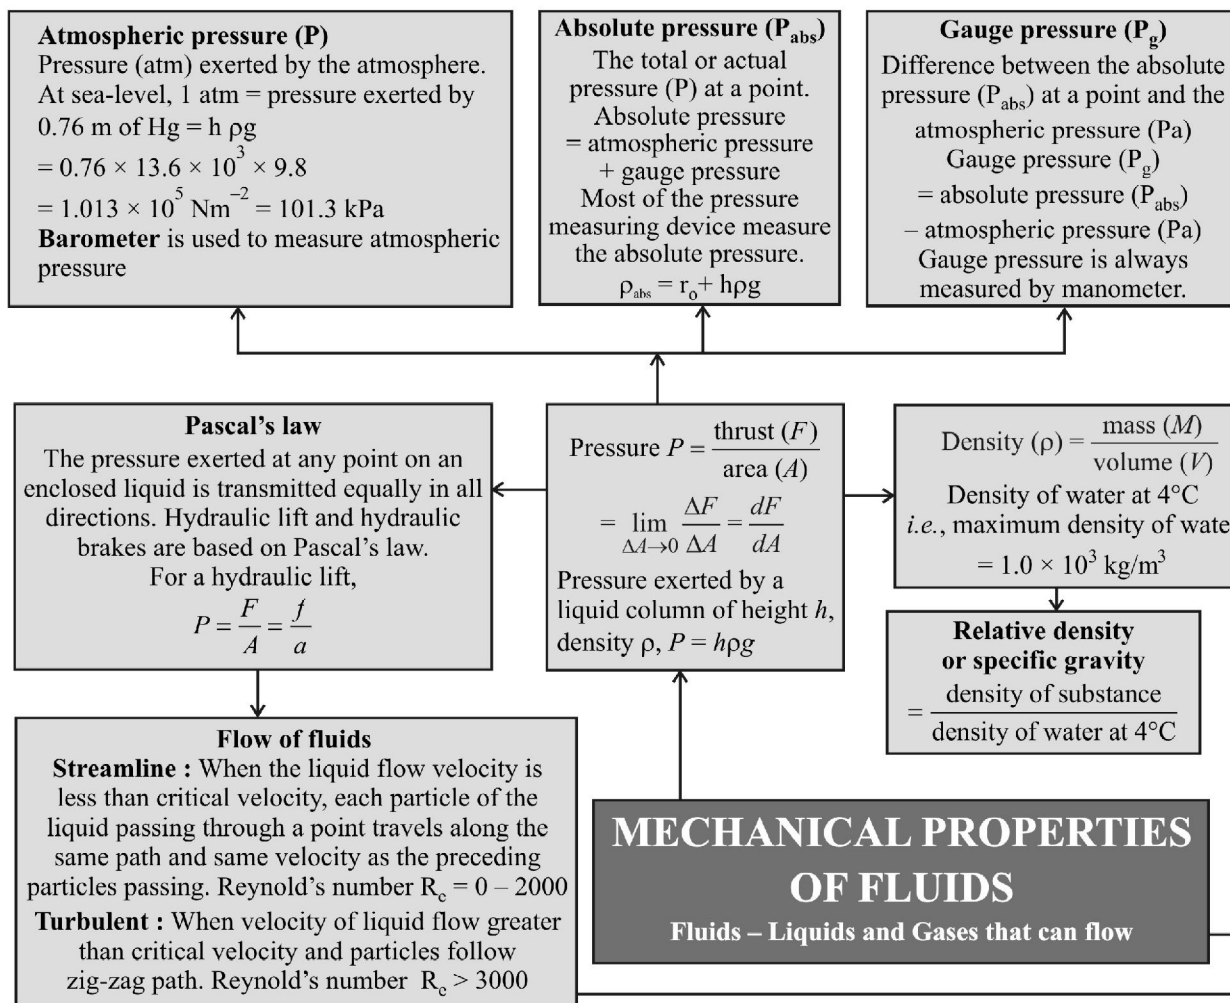 Atmospheric pressure (P)
Pressure (atm) exerted by the atmosphere.
At sea-level, 1 atm = pressure exerted by
0.76 m of Hg = h ρg
= 0.76 × 13.6 × 10³ × 9.8
= 1.013 × 10⁵ Nm⁻² = 101.3 kPa
Barometer is used to measure atmospheric
pressure
Absolute pressure (P_abs)
The total or actual
pressure (P) at a point.
Absolute pressure
= atmospheric pressure
+ gauge pressure
Most of the pressure
measuring device measure
the absolute pressure.
ρ_abs = r_o + hρg
Gauge pressure (P_g)
Difference between the absolute
pressure (P_abs) at a point and the
atmospheric pressure (Pa)
Gauge pressure (P_g)
= absolute pressure (P_abs)
– atmospheric pressure (Pa)
Gauge pressure is always
measured by manometer.
Pascal's law
The pressure exerted at any point on an
enclosed liquid is transmitted equally in all
directions. Hydraulic lift and hydraulic
brakes are based on Pascal's law.
For a hydraulic lift,
P = F/A = f/a
Pressure P = thrust (F)/area (A)
= lim ΔA→0 ΔF/ΔA = dF/dA
Pressure exerted by a
liquid column of height h,
density ρ, P = hρg
Density (ρ) = mass (M)/volume (V)
Density of water at 4°C
i.e., maximum density of wate
= 1.0 × 10³ kg/m³
Relative density
or specific gravity
= density of substance/density of water at 4°C
Flow of fluids
Streamline : When the liquid flow velocity is
less than critical velocity, each particle of the
liquid passing through a point travels along the
same path and same velocity as the preceding
particles passing. Reynold's number R_e = 0 – 2000
Turbulent : When velocity of liquid flow greater
than critical velocity and particles follow
zig-zag path. Reynold's number R_e > 3000
MECHANICAL PROPERTIES
OF FLUIDS
Fluids – Liquids and Gases that can flow